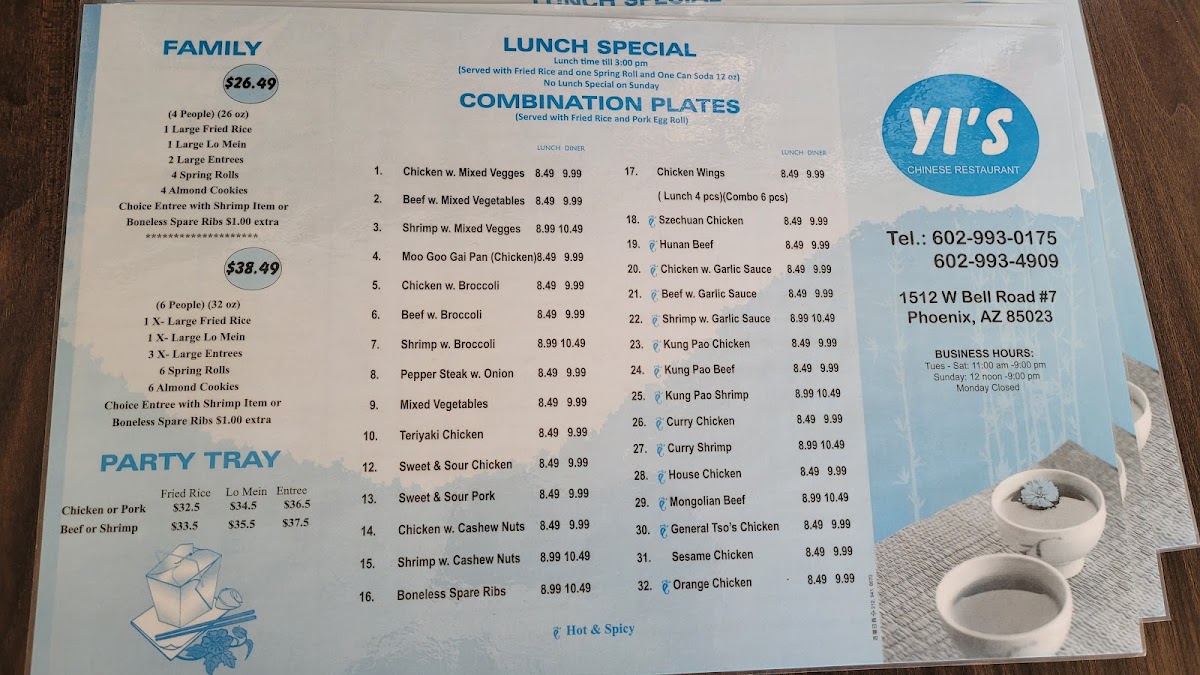 LUNCH SPECIAL
FAMILY
$26.49
(4 People) (26 oz)
1 Large Fried Rice
1 Large Lo Mein
2 Large Entrees
4 Spring Rolls
4 Almond Cookies
Choice Entree with Shrimp Item or
Boneless Spare Ribs $1.00 extra
********************
$38.49
(6 People) (32 oz)
1 X- Large Fried Rice
1 X- Large Lo Mein
3 X- Large Entrees
6 Spring Rolls
6 Almond Cookies
Choice Entree with Shrimp Item or
Boneless Spare Ribs $1.00 extra
PARTY TRAY
Fried Rice Lo Mein Entree
Chicken or Pork $32.5 $34.5 $36.5
Beef or Shrimp $33.5 $35.5 $37.5
LUNCH SPECIAL
Lunch time till 3:00 pm
(Served with Fried Rice and one Spring Roll and One Can Soda 12 oz)
No Lunch Special on Sunday
COMBINATION PLATES
(Served with Fried Rice and Pork Egg Roll)
LUNCH DINER
1. Chicken w. Mixed Vegges 8.49 9.99
2. Beef w. Mixed Vegetables 8.49 9.99
3. Shrimp w. Mixed Vegges 8.99 10.49
4. Moo Goo Gai Pan (Chicken) 8.49 9.99
5. Chicken w. Broccoli 8.49 9.99
6. Beef w. Broccoli 8.49 9.99
7. Shrimp w. Broccoli 8.99 10.49
8. Pepper Steak w. Onion 8.49 9.99
9. Mixed Vegetables 8.49 9.99
10. Teriyaki Chicken 8.49 9.99
12. Sweet & Sour Chicken 8.49 9.99
13. Sweet & Sour Pork 8.49 9.99
14. Chicken w. Cashew Nuts 8.49 9.99
15. Shrimp w. Cashew Nuts 8.99 10.49
16. Boneless Spare Ribs 8.99 10.49
LUNCH DINER
17. Chicken Wings 8.49 9.99
( Lunch 4 pcs)(Combo 6 pcs)
18. Szechuan Chicken 8.49 9.99
19. Hunan Beef 8.49 9.99
20. Chicken w. Garlic Sauce 8.49 9.99
21. Beef w. Garlic Sauce 8.49 9.99
22. Shrimp w. Garlic Sauce 8.99 10.49
23. Kung Pao Chicken 8.49 9.99
24. Kung Pao Beef 8.49 9.99
25. Kung Pao Shrimp 8.99 10.49
26. Curry Chicken 8.49 9.99
27. Curry Shrimp 8.99 10.49
28. House Chicken 8.49 9.99
29. Mongolian Beef 8.99 10.49
30. General Tso's Chicken 8.49 9.99
31. Sesame Chicken 8.49 9.99
32. Orange Chicken 8.49 9.99
Hot & Spicy
YI'S
CHINESE RESTAURANT
Tel.: 602-993-0175
602-993-4909
1512 W Bell Road #7
Phoenix, AZ 85023
BUSINESS HOURS:
Tues - Sat: 11:00 am -9:00 pm
Sunday: 12 noon -9:00 pm
Monday Closed